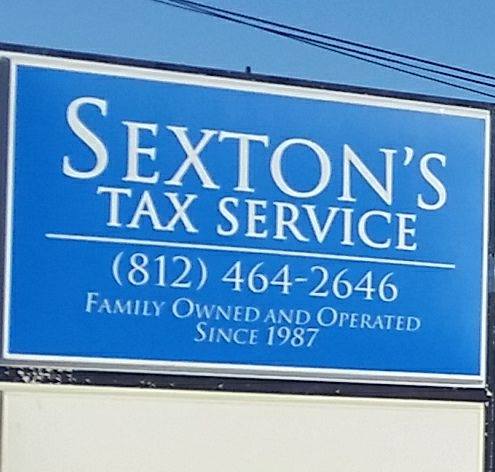 SEXTON'S
TAX SERVICE
(812) 464-2646
FAMILY OWNED AND OPERATED
SINCE 1987